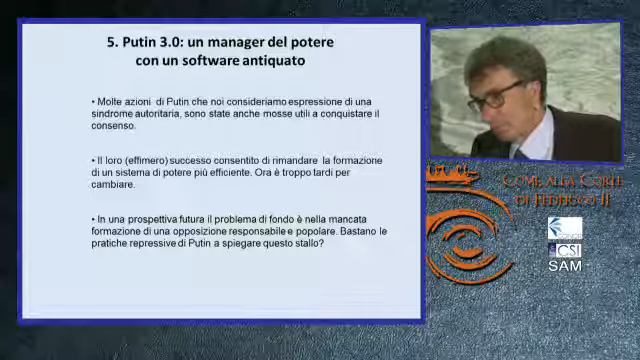 5. Putin 3.0: un manager del potere
con un software antiquato
• Molte azioni di Putin che noi consideriamo espressione di una
sindrome autoritaria, sono state anche mosse utili a conquistare il
consenso.
• Il loro (effimero) successo consentito di rimandare la formazione
di un sistema di potere più efficiente. Ora è troppo tardi per
cambiare.
• In una prospettiva futura il problema di fondo è nella mancata
formazione di una opposizione responsabile e popolare. Bastano le
pratiche repressive di Putin a spiegare questo stallo?
COME ALLA CORTE
DI FEDERICO II
CSI
SAM